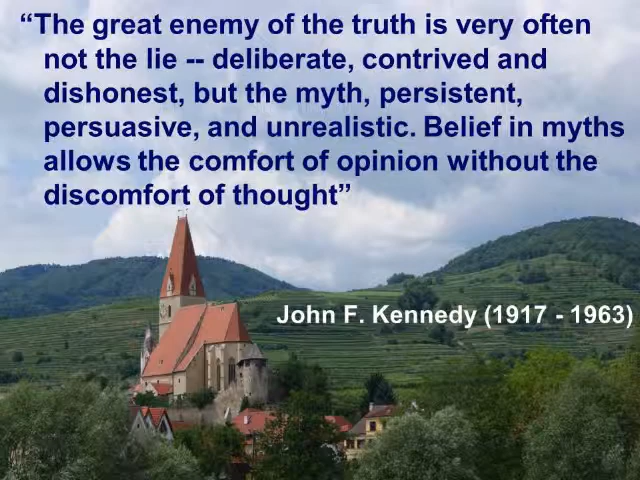 “The great enemy of the truth is very often
not the lie -- deliberate, contrived and
dishonest, but the myth, persistent,
persuasive, and unrealistic. Belief in myths
allows the comfort of opinion without the
discomfort of thought”
John F. Kennedy (1917 - 1963)